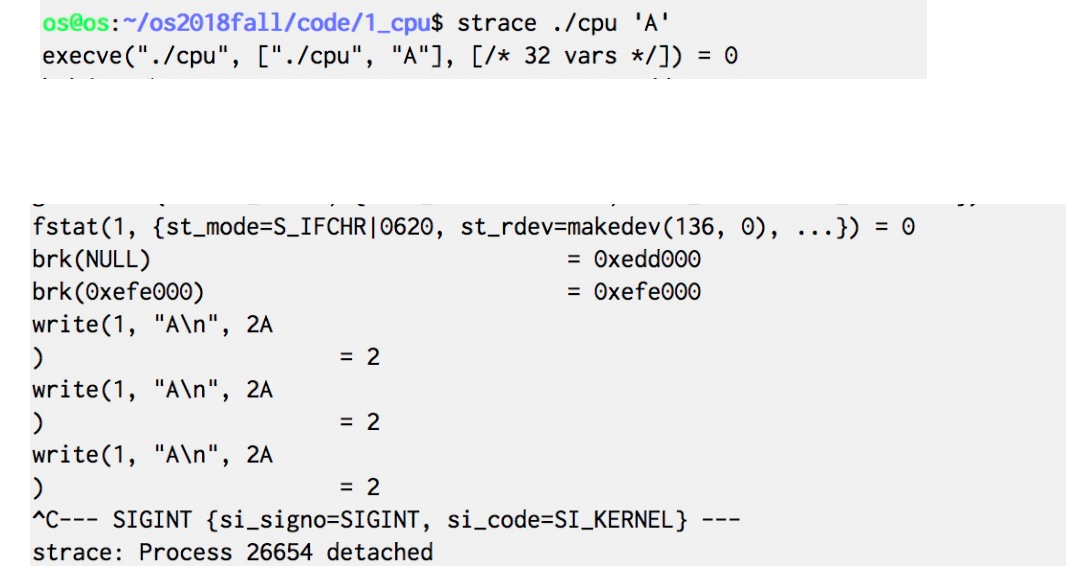 os@os:~/os2018fall/code/1_cpu$ strace ./cpu 'A'
execve("./cpu", ["./cpu", "A"], [/* 32 vars */]) = 0
fstat(1, {st_mode=S_IFCHR|0620, st_rdev=makedev(136, 0), ...}) = 0
brk(NULL)                               = 0xedd000
brk(0xefe000)                           = 0xefe000
write(1, "A\n", 2A
)                      = 2
write(1, "A\n", 2A
)                      = 2
write(1, "A\n", 2A
)                      = 2
^C--- SIGINT {si_signo=SIGINT, si_code=SI_KERNEL} ---
strace: Process 26654 detached